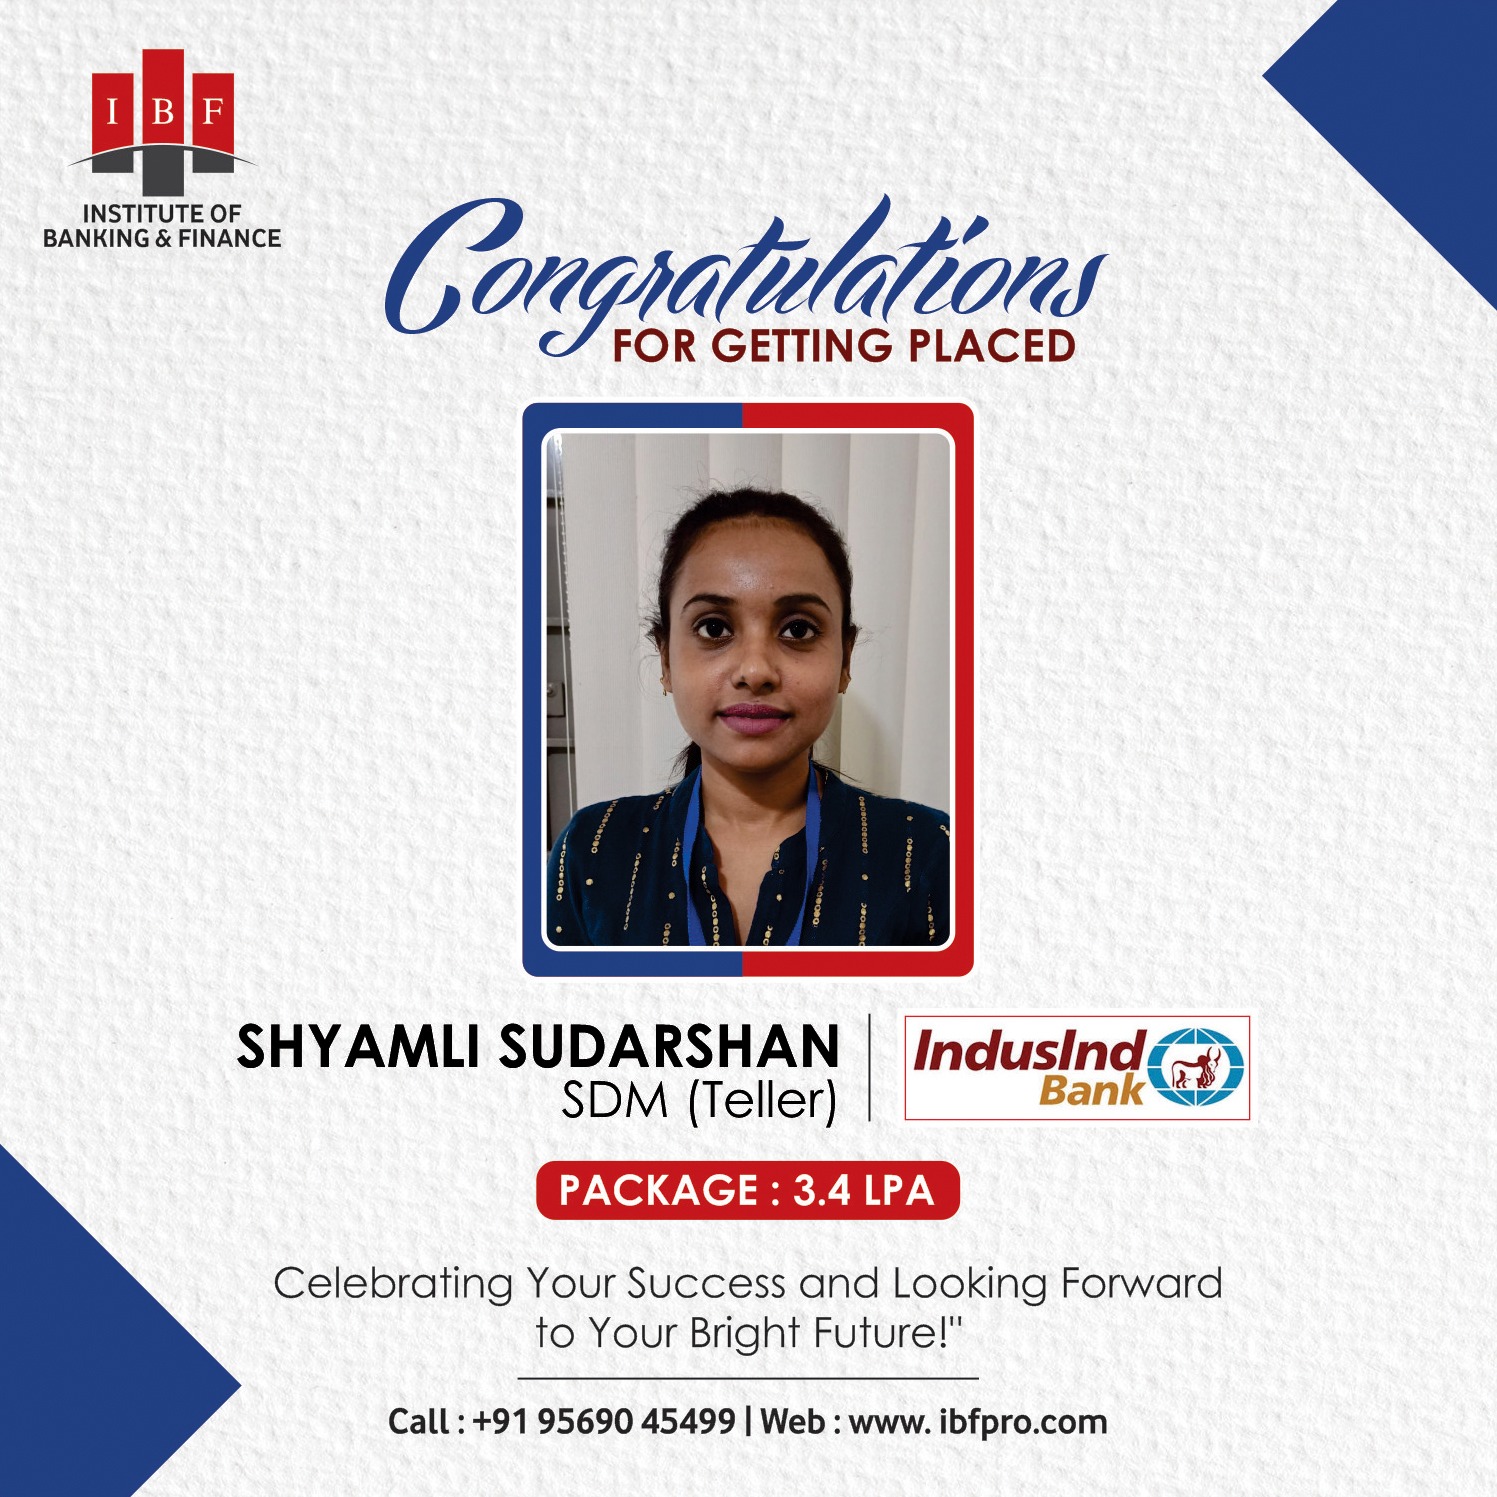 I B F
INSTITUTE OF
BANKING & FINANCE
Congratulations
FOR GETTING PLACED
SHYAMLI SUDARSHAN
SDM (Teller)
IndusInd
Bank
PACKAGE : 3.4 LPA
Celebrating Your Success and Looking Forward
to Your Bright Future!"
Call : +91 95690 45499 | Web : www. ibfpro.com